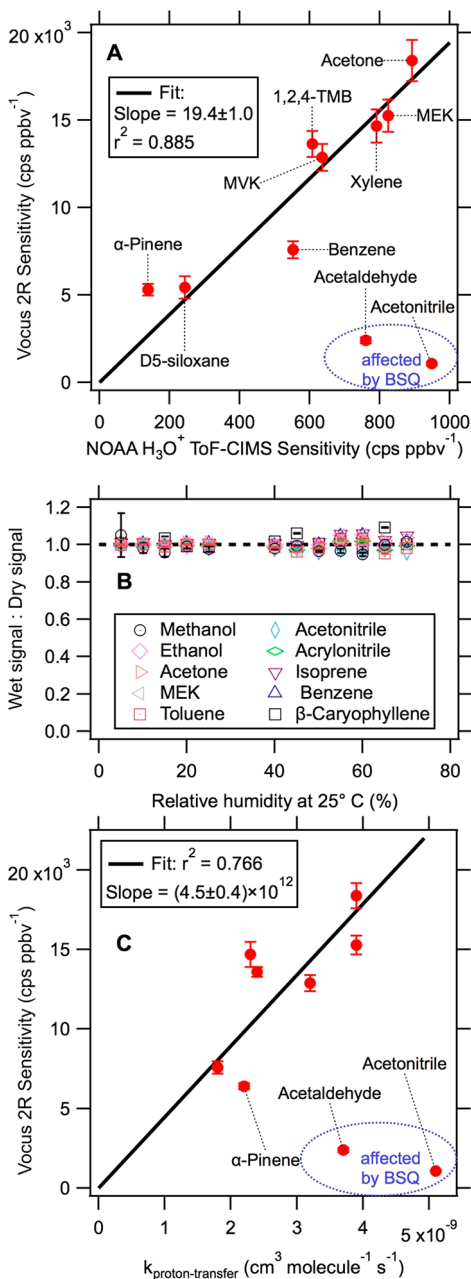 20 x10³
A
Acetone
Fit:
Slope = 19.4±1.0
r² = 0.885
1,2,4-TMB
MEK
15
MVK
Xylene
10
Vocus 2R Sensitivity (cps ppbv⁻¹)
α-Pinene
Benzene
Acetaldehyde
5
Acetonitrile
D5-siloxane
affected
by BSQ
0
0 200 400 600 800 1000
NOAA H₃O⁺ ToF-CIMS Sensitivity (cps ppbv⁻¹)
1.2
1.0
0.8
0.6
0.4
0.2
0.0
Wet signal : Dry signal
B
Methanol Acetonitrile
Ethanol Acrylonitrile
Acetone Isoprene
MEK Benzene
Toluene β-Caryophyllene
0 20 40 60 80
Relative humidity at 25° C (%)
20 x10³
Fit: r² = 0.766
Slope = (4.5±0.4)×10¹²
15
C
10
Vocus 2R Sensitivity (cps ppbv⁻¹)
Acetonitrile
Acetaldehyde
5
α-Pinene
affected
by BSQ
0
0 1 2 3 4 5 x10⁻⁹
k proton-transfer (cm³ molecule⁻¹ s⁻¹)